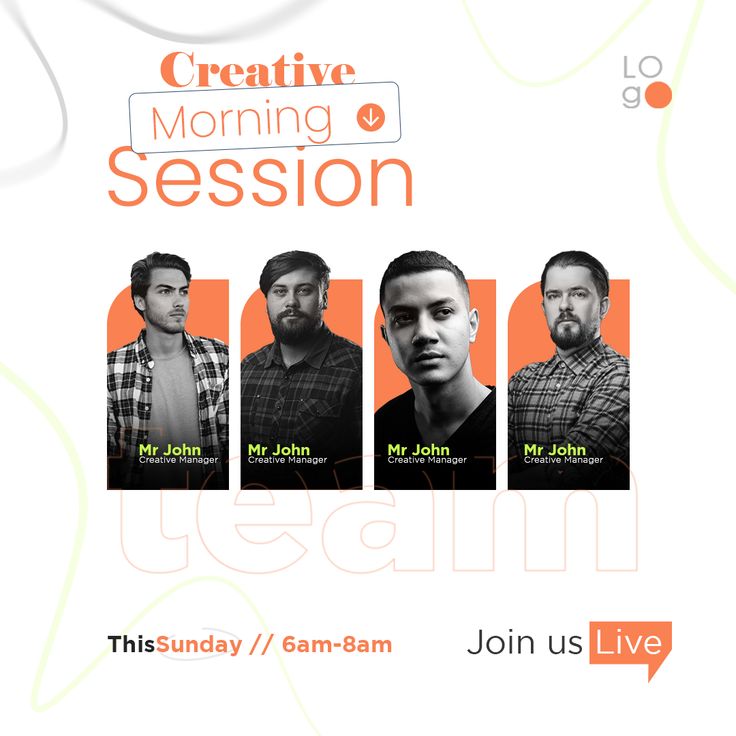 Creative
LO
Morning
go
Session
Mr John
Creative Manager
Mr John
Creative Manager
Mr John
Creative Manager
Mr John
Creative Manager
team
ThisSunday // 6am-8am
Join us Live